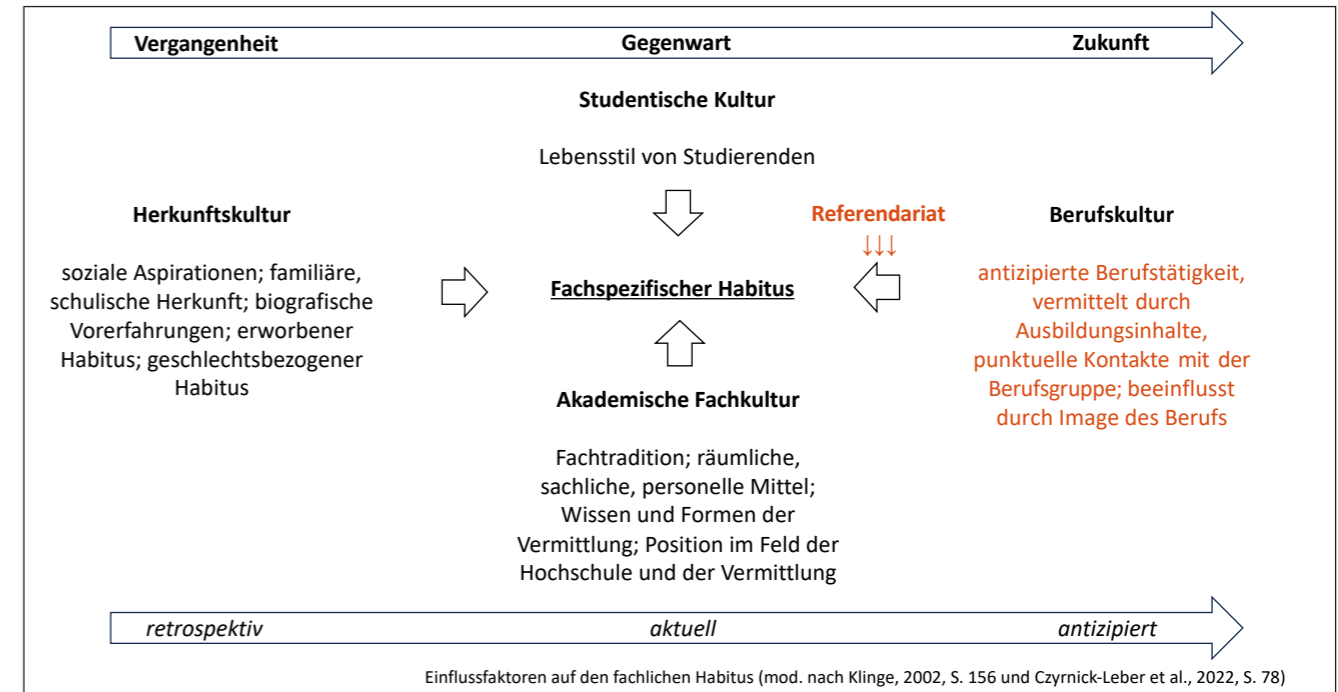 Vergangenheit Gegenwart Zukunft
Studentische Kultur
Lebensstil von Studierenden
Herkunftskultur
soziale Aspirationen; familiäre,
schulische Herkunft; biografische
Vorerfahrungen; erworbener
Habitus; geschlechtsbezogener
Habitus
Fachspezifischer Habitus
Referendariat
↓↓↓
Berufskultur
antizipierte Berufstätigkeit,
vermittelt durch
Ausbildungsinhalte,
punktuelle Kontakte mit der
Berufsgruppe; beeinflusst
durch Image des Berufs
Akademische Fachkultur
Fachtradition; räumliche,
sachliche, personelle Mittel;
Wissen und Formen der
Vermittlung; Position im Feld der
Hochschule und der Vermittlung
retrospektiv aktuell antizipiert
Einflussfaktoren auf den fachlichen Habitus (mod. nach Klinge, 2002, S. 156 und Czyrnick-Leber et al., 2022, S. 78)